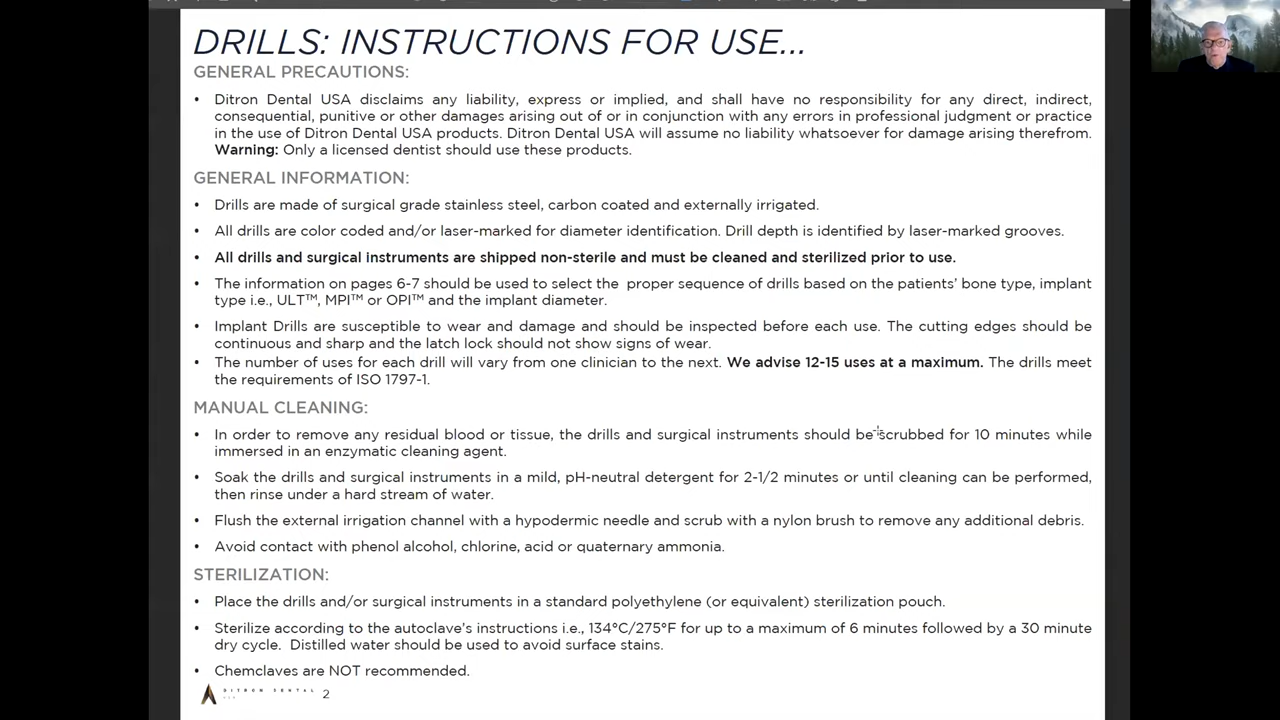 DRILLS: INSTRUCTIONS FOR USE...
GENERAL PRECAUTIONS:
• Ditron Dental USA disclaims any liability, express or implied, and shall have no responsibility for any direct, indirect,
consequential, punitive or other damages arising out of or in conjunction with any errors in professional judgment or practice
in the use of Ditron Dental USA products. Ditron Dental USA will assume no liability whatsoever for damage arising therefrom.
Warning: Only a licensed dentist should use these products.
GENERAL INFORMATION:
• Drills are made of surgical grade stainless steel, carbon coated and externally irrigated.
• All drills are color coded and/or laser-marked for diameter identification. Drill depth is identified by laser-marked grooves.
• All drills and surgical instruments are shipped non-sterile and must be cleaned and sterilized prior to use.
• The information on pages 6-7 should be used to select the proper sequence of drills based on the patients' bone type, implant
type i.e., ULT™, MPI™ or OPI™ and the implant diameter.
• Implant Drills are susceptible to wear and damage and should be inspected before each use. The cutting edges should be
continuous and sharp and the latch lock should not show signs of wear.
• The number of uses for each drill will vary from one clinician to the next. We advise 12-15 uses at a maximum. The drills meet
the requirements of ISO 1797-1.
MANUAL CLEANING:
• In order to remove any residual blood or tissue, the drills and surgical instruments should be scrubbed for 10 minutes while
immersed in an enzymatic cleaning agent.
• Soak the drills and surgical instruments in a mild, pH-neutral detergent for 2-1/2 minutes or until cleaning can be performed,
then rinse under a hard stream of water.
• Flush the external irrigation channel with a hypodermic needle and scrub with a nylon brush to remove any additional debris.
• Avoid contact with phenol alcohol, chlorine, acid or quaternary ammonia.
STERILIZATION:
• Place the drills and/or surgical instruments in a standard polyethylene (or equivalent) sterilization pouch.
• Sterilize according to the autoclave's instructions i.e., 134°C/275°F for up to a maximum of 6 minutes followed by a 30 minute
dry cycle. Distilled water should be used to avoid surface stains.
• Chemclaves are NOT recommended.
DITRON DENTAL
2